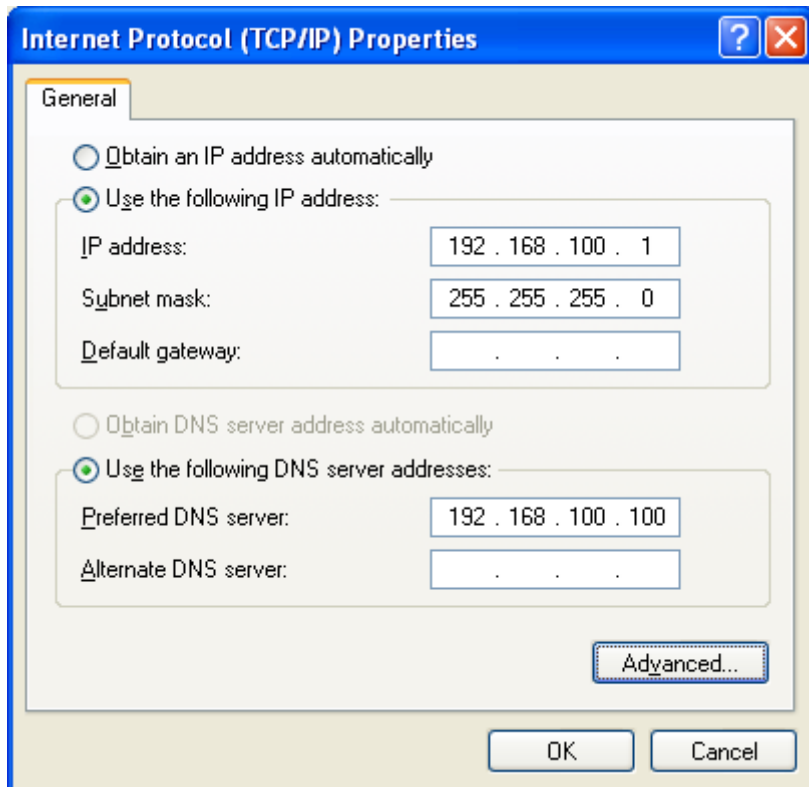 Internet Protocol (TCP/IP) Properties
?
General
Obtain an IP address automatically
Use the following IP address:
IP address: 192 . 168 . 100 . 1
Subnet mask: 255 . 255 . 255 . 0
Default gateway: . . .
Obtain DNS server address automatically
Use the following DNS server addresses:
Preferred DNS server: 192 . 168 . 100 . 100
Alternate DNS server: . . .
Advanced...
OK Cancel